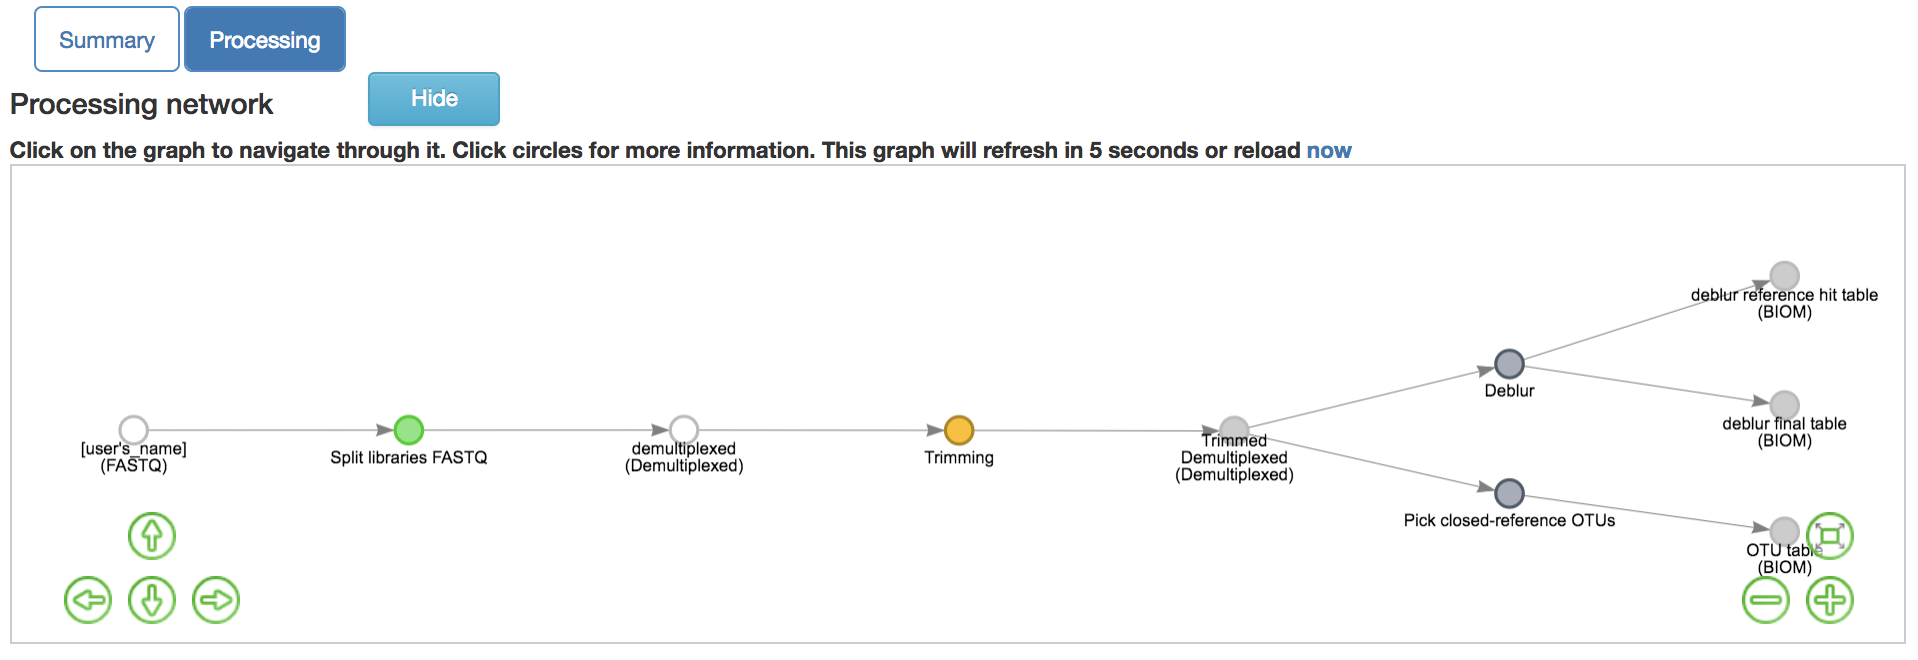 Summary
Processing
Processing network
Hide
Click on the graph to navigate through it. Click circles for more information. This graph will refresh in 5 seconds or reload now
[user's_name]
(FASTQ)
Split libraries FASTQ
demultiplexed
(Demultiplexed)
Trimming
Trimmed
Demultiplexed
(Demultiplexed)
Deblur
Pick closed-reference OTUs
deblur reference hit table
(BIOM)
deblur final table
(BIOM)
OTU table
(BIOM)